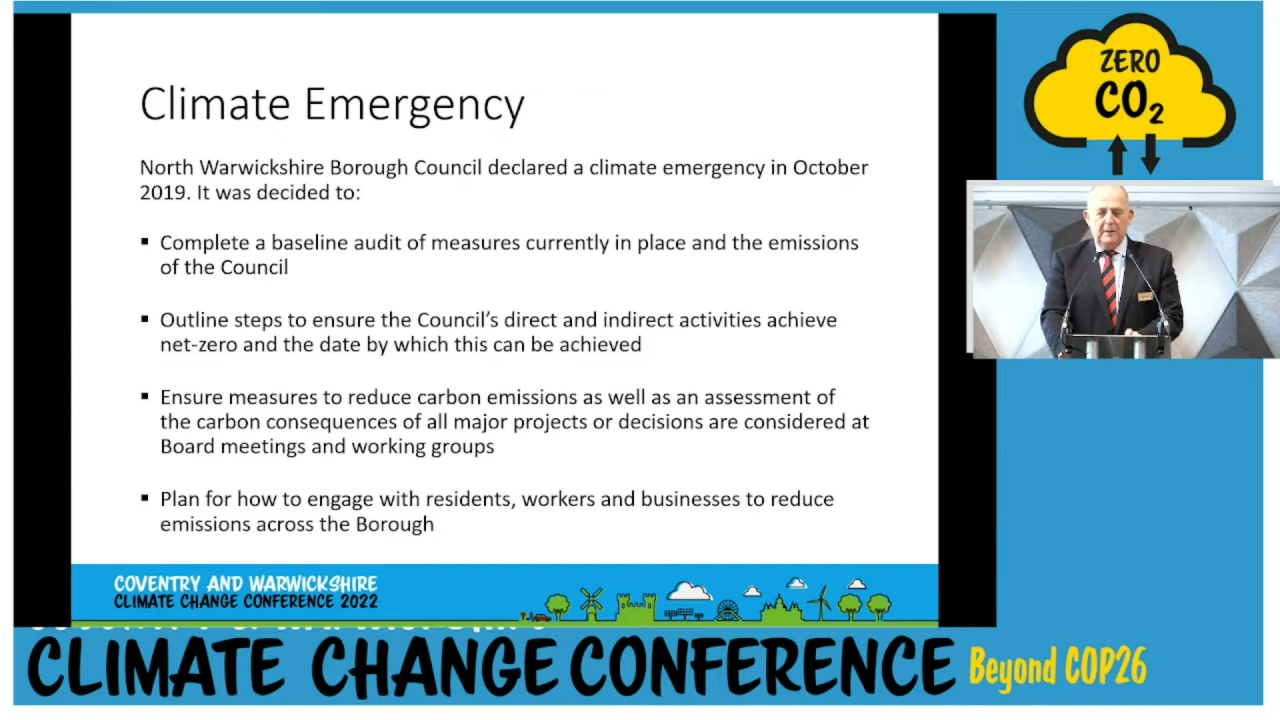 Climate Emergency
North Warwickshire Borough Council declared a climate emergency in October
2019. It was decided to:
▪ Complete a baseline audit of measures currently in place and the emissions
of the Council
▪ Outline steps to ensure the Council's direct and indirect activities achieve
net-zero and the date by which this can be achieved
▪ Ensure measures to reduce carbon emissions as well as an assessment of
the carbon consequences of all major projects or decisions are considered at
Board meetings and working groups
▪ Plan for how to engage with residents, workers and businesses to reduce
emissions across the Borough
COVENTRY AND WARWICKSHIRE
CLIMATE CHANGE CONFERENCE 2022
ZERO
CO₂
CLIMATE CHANGE CONFERENCE Beyond COP26